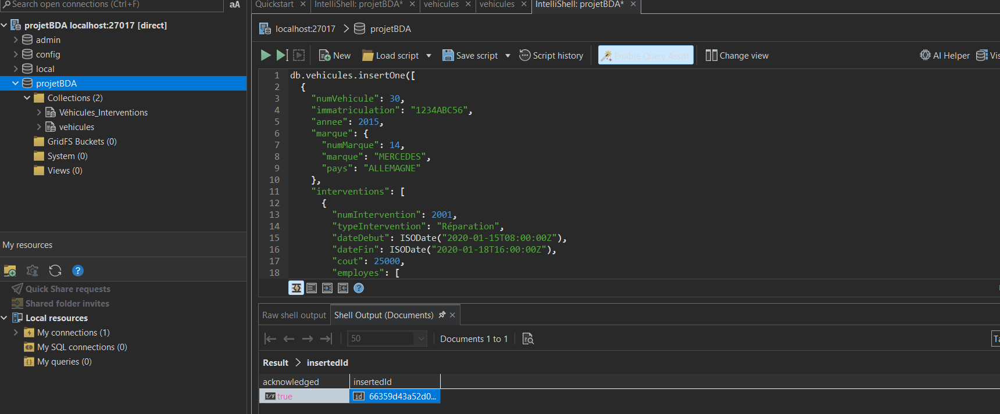 Search open connections (Ctrl+F) aA
projetBDA localhost:27017 [direct]
admin
config
local
projetBDA
Collections (2)
Véhicules_Interventions
vehicules
GridFS Buckets (0)
System (0)
Views (0)
My resources
Quick Share requests
Shared folder invites
Local resources
My connections (1)
My SQL connections (0)
My queries (0)
Quickstart IntelliShell: projetBDA* vehicules vehicules IntelliShell: projetBDA*
localhost:27017 projetBDA
New Load script Save script Script history Enable Query Assist Change view AI Helper Vis
1 db.vehicules.insertOne([
2 {
3 "numVehicule": 30,
4 "immatriculation": "1234ABC56",
5 "annee": 2015,
6 "marque": {
7 "numMarque": 14,
8 "marque": "MERCEDES",
9 "pays": "ALLEMAGNE"
10 },
11 "interventions": [
12 {
13 "numIntervention": 2001,
14 "typeIntervention": "Réparation",
15 "dateDebut": ISODate("2020-01-15T08:00:00Z"),
16 "dateFin": ISODate("2020-01-18T16:00:00Z"),
17 "cout": 25000,
18 "employes": [
Raw shell output Shell Output (Documents)
50 Documents 1 to 1
Ta
Result insertedId
acknowledged insertedId
T/F true id 66359d43a52d0...